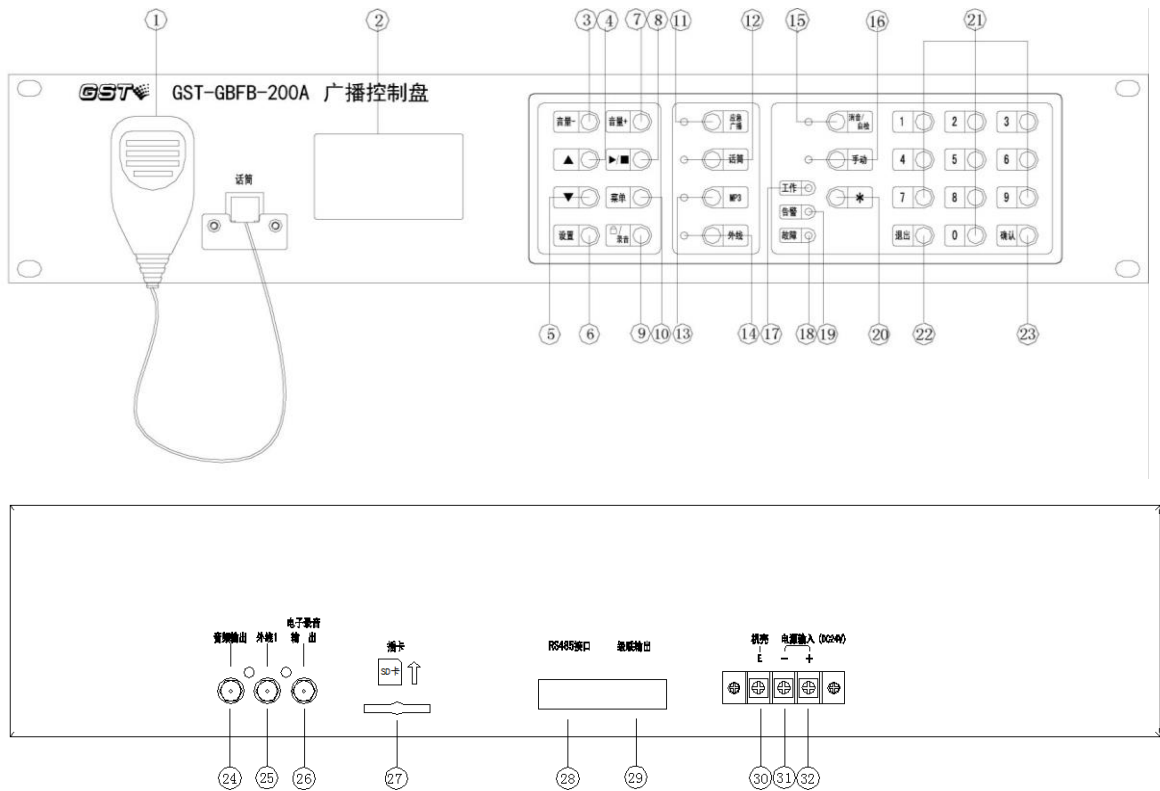 ① ② ③ ④ ⑦ ⑧ ⑪ ⑫ ⑮ ⑯ ㉑
GST GST-GBFB-200A 广播控制盘
话筒
音量- 音量+ 应急/广播 消音/自检 1 2 3
▲ ▶/■ 话筒 手动 4 5 6
▼ 菜单 MP3 工作 * 7 8 9
告警
设置 /录音 外线 故障 退出 0 确认
⑤ ⑥ ⑨ ⑩ ⑬ ⑭ ⑰ ⑱ ⑲ ⑳ ㉒ ㉓
音频输出 外线1 电子录音输出 插卡 RS485接口 级联输出 机壳 电源输入 (DC24V)
SD卡 E - +
㉔ ㉕ ㉖ ㉗ ㉘ ㉙ ㉚ ㉛ ㉜